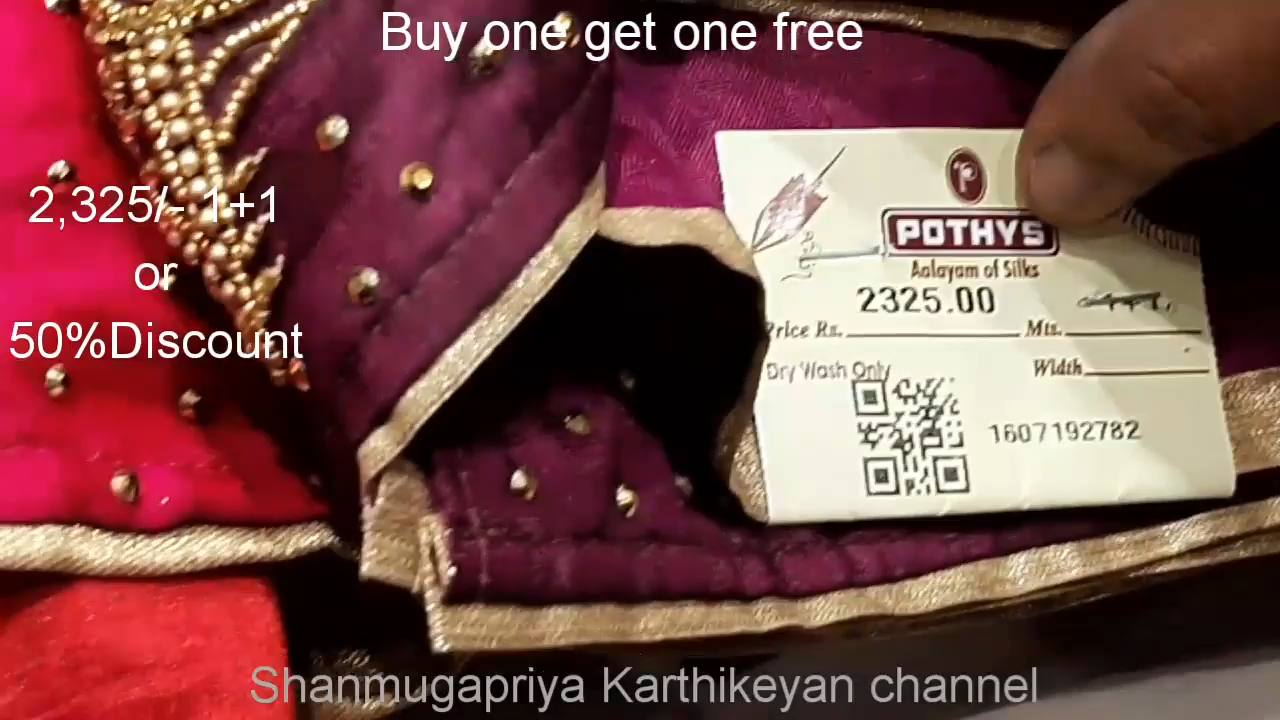 Buy one get one free
2,325/- 1+1
or
50%Discount
POTHYS
Aalayam of Silks
2325.00
Price Rs.
Mts.
Dry Wash Only
Width
1607192782
Shanmugapriya Karthikeyan channel